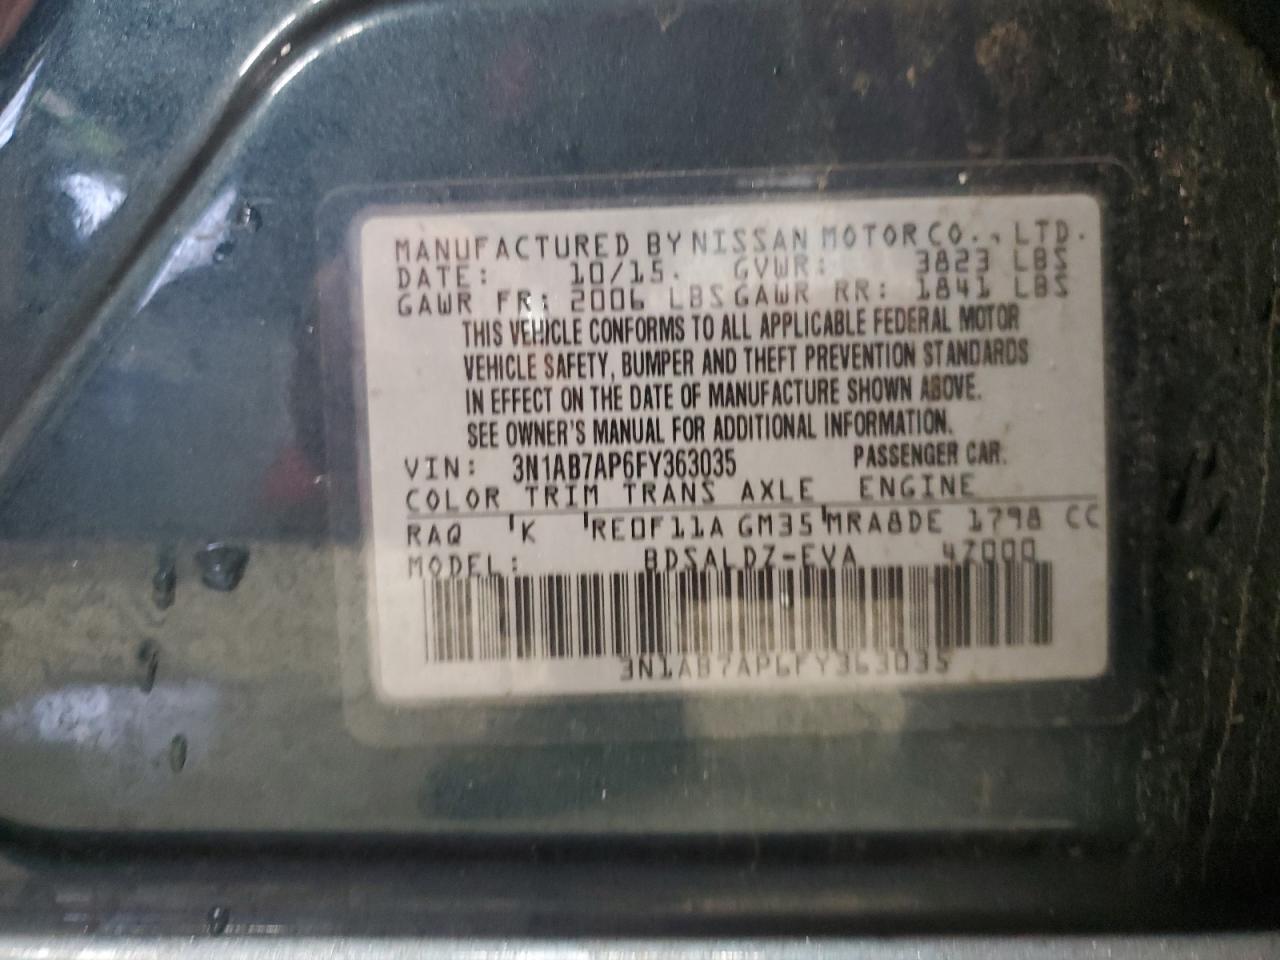 MANUFACTURED BY NISSAN MOTOR CO., LTD.
DATE: 10/15. GVWR: 3823 LBS
GAWR FR: 2006 LBS GAWR RR: 1841 LBS
THIS VEHICLE CONFORMS TO ALL APPLICABLE FEDERAL MOTOR
VEHICLE SAFETY, BUMPER AND THEFT PREVENTION STANDARDS
IN EFFECT ON THE DATE OF MANUFACTURE SHOWN ABOVE.
SEE OWNER'S MANUAL FOR ADDITIONAL INFORMATION.
VIN: 3N1AB7AP6FY363035 PASSENGER CAR.
COLOR TRIM TRANS AXLE ENGINE
RAQ 'K 'RE0F11A GM35 'MRA8DE 1798 CC
MODEL: BDSALDZ-EVA 4Z000
3N1AB7AP6FY363035